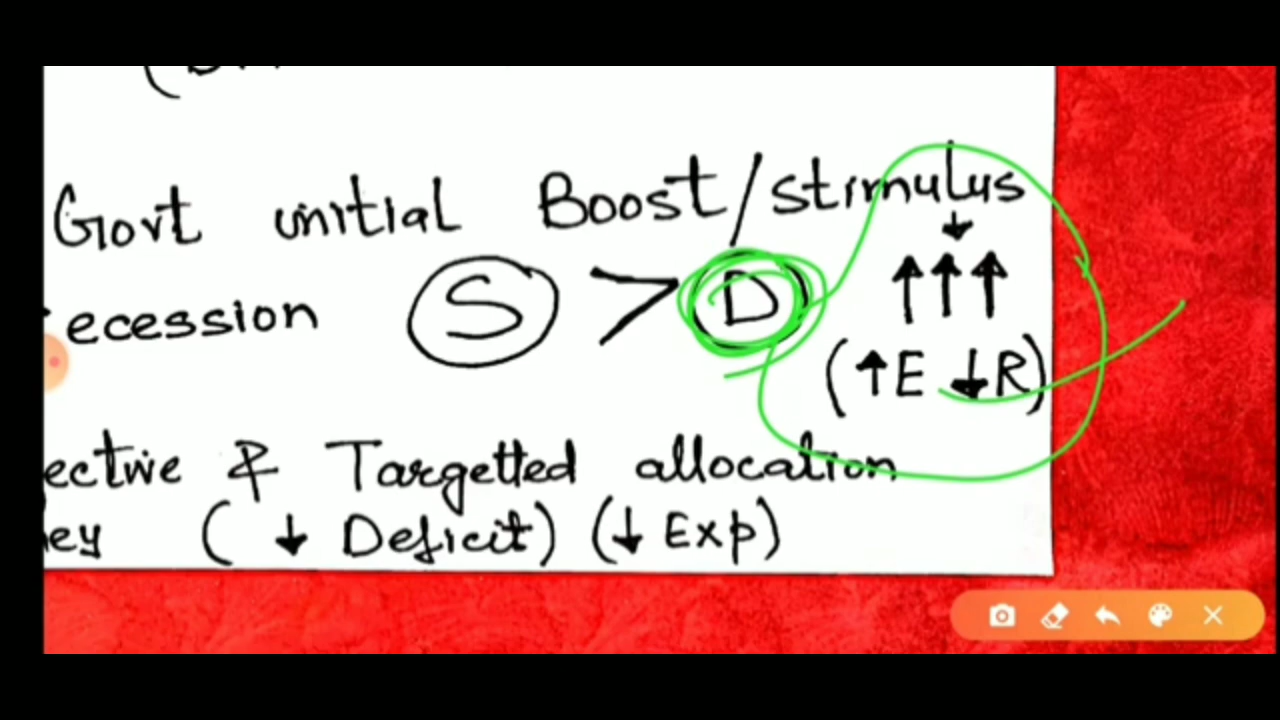 Govt initial Boost/stimulus
↓
ecession S > D ↑↑↑
(↑E ↓R)
ective & Targetted allocation
ey (↓ Deficit) (↓ Exp)